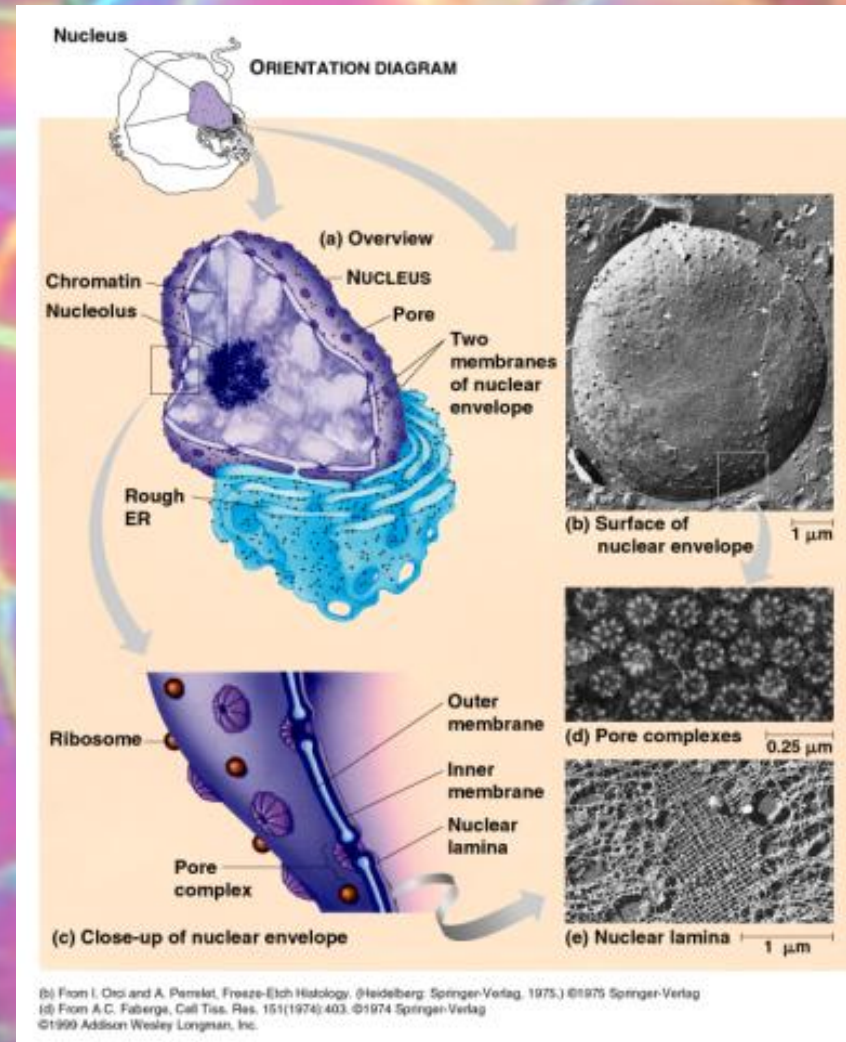 Nucleus
ORIENTATION DIAGRAM
(a) Overview
Chromatin
NUCLEUS
Nucleolus
Pore
Two
membranes
of nuclear
envelope
Rough
ER
(b) Surface of
nuclear envelope
1 µm
Ribosome
Outer
membrane
Inner
membrane
Nuclear
lamina
Pore
complex
(c) Close-up of nuclear envelope
(d) Pore complexes
0.25 µm
(e) Nuclear lamina
1 µm
(b) From I. Orci and A. Perrelet, Freeze-Etch Histology. (Heidelberg: Springer-Verlag, 1975.) ©1975 Springer-Verlag
(d) From A.C. Faberge, Cell Tiss. Res. 151(1974):403. ©1974 Springer-Verlag
©1999 Addison Wesley Longman, Inc.